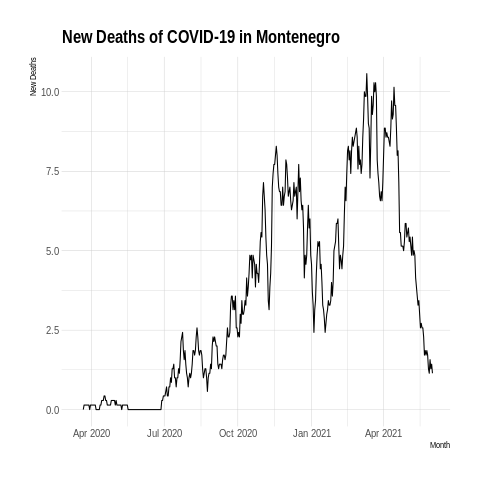 New Deaths of COVID-19 in Montenegro
New Deaths
10.0
7.5
5.0
2.5
0.0
Apr 2020 Jul 2020 Oct 2020 Jan 2021 Apr 2021
Month